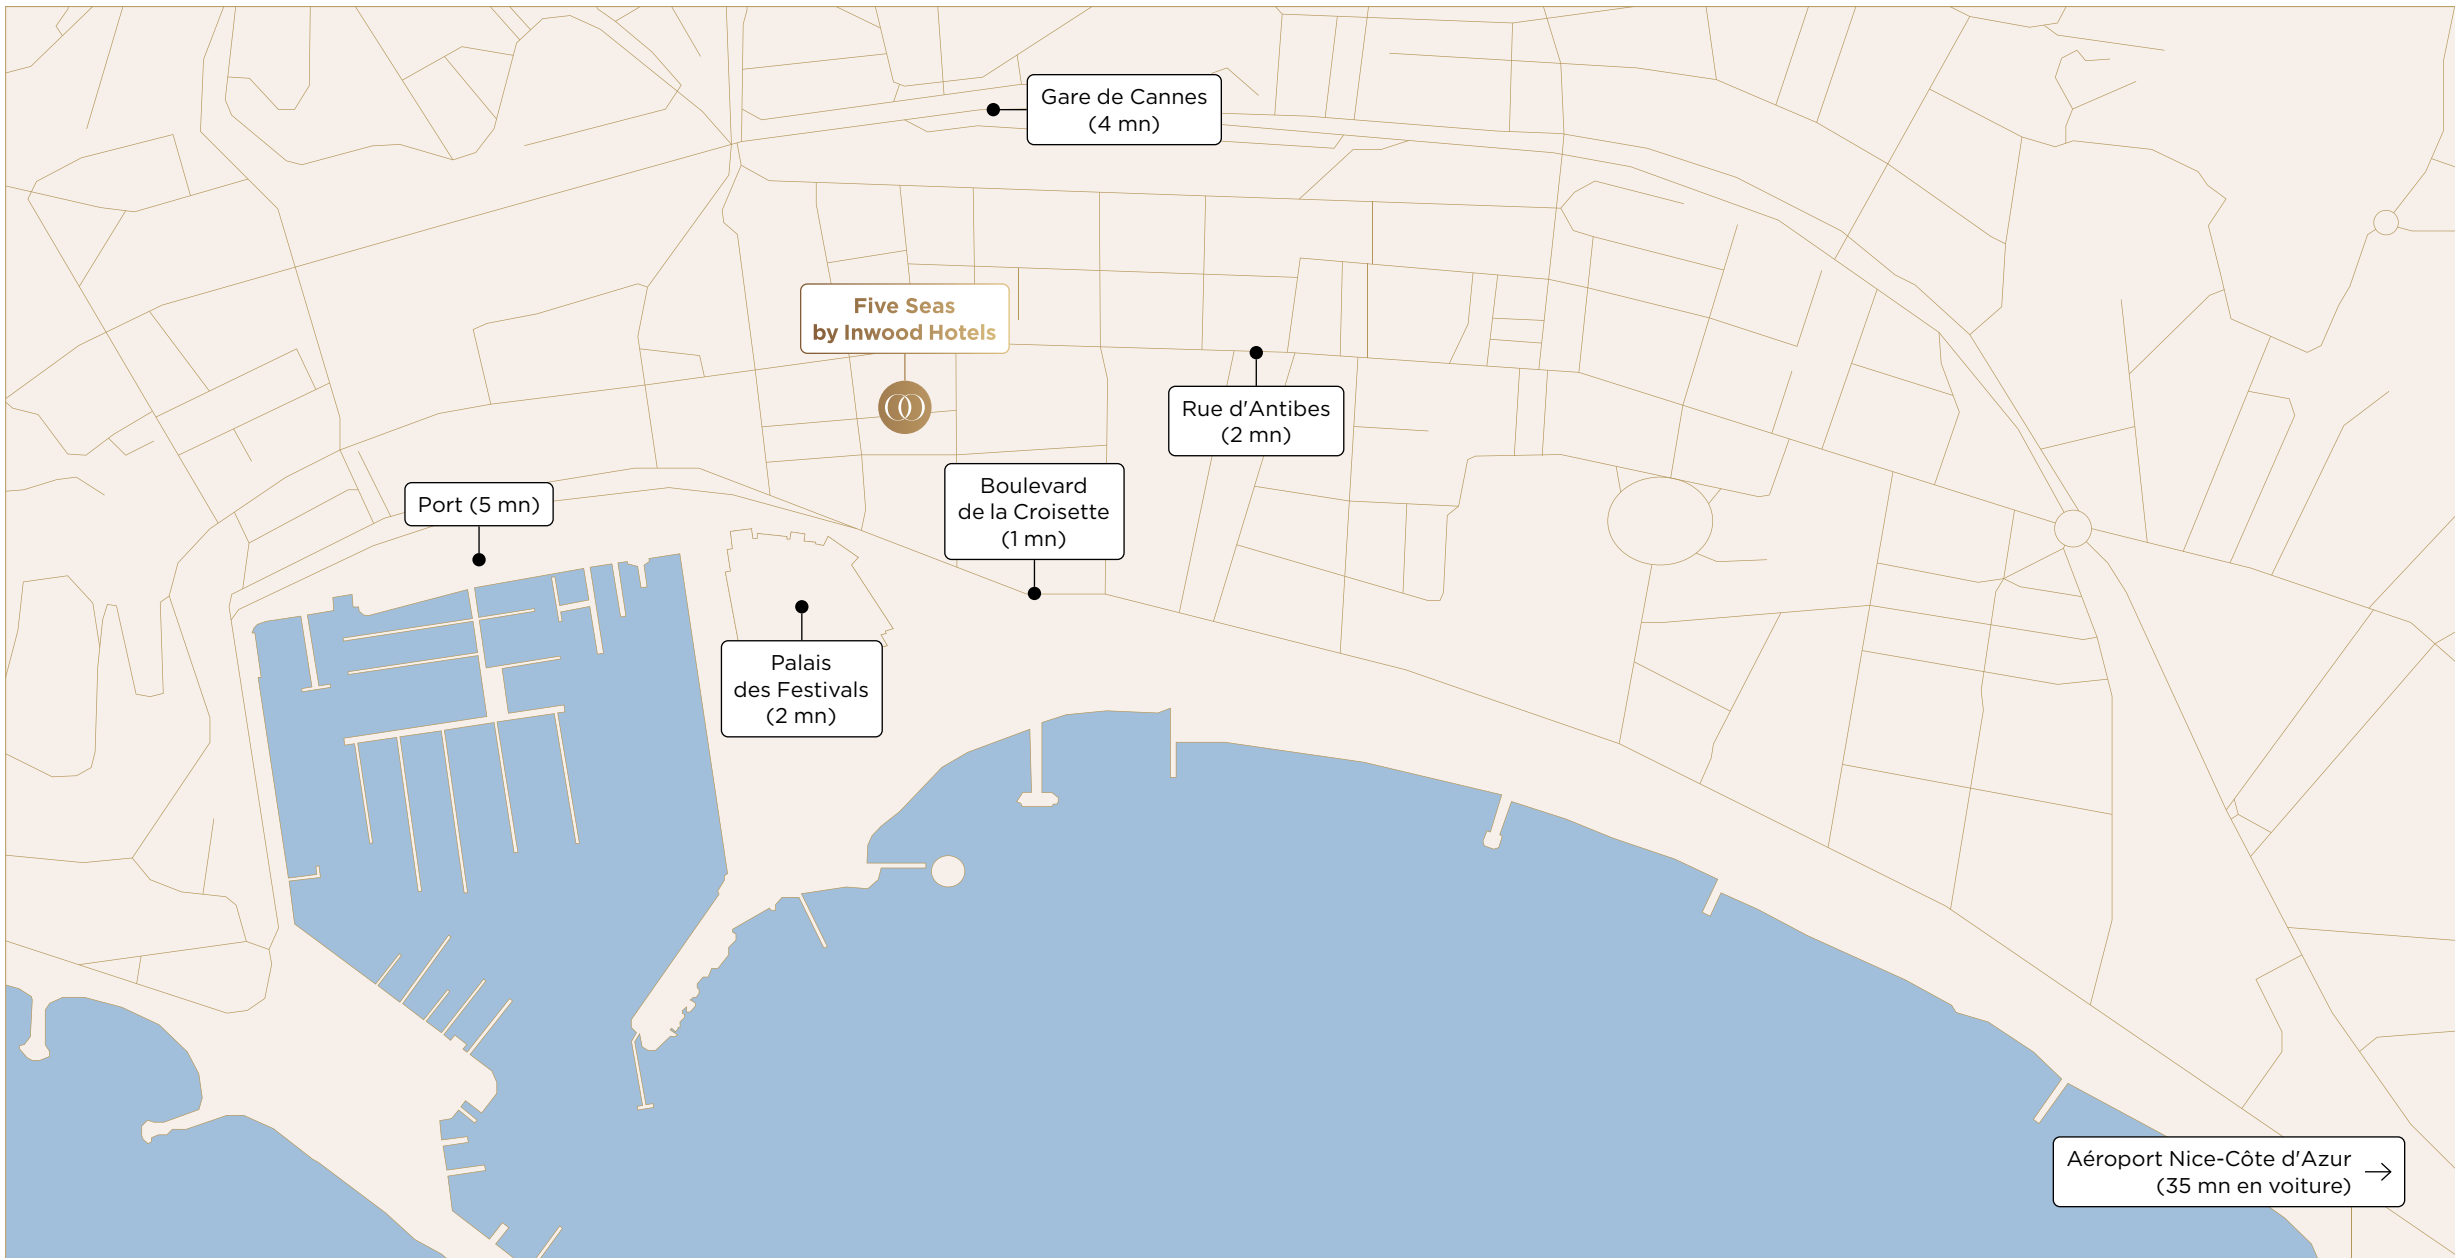 Gare de Cannes
(4 mn)
Five Seas
by Inwood Hotels
Rue d'Antibes
(2 mn)
Port (5 mn)
Boulevard
de la Croisette
(1 mn)
Palais
des Festivals
(2 mn)
Aéroport Nice-Côte d'Azur
(35 mn en voiture)